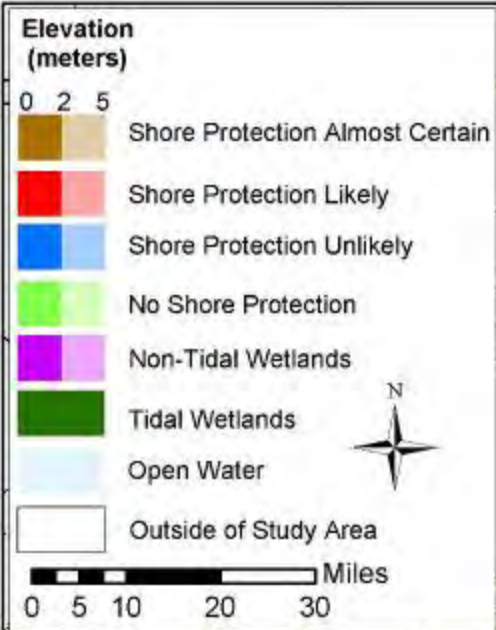 Elevation
(meters)
0 2 5
Shore Protection Almost Certain
Shore Protection Likely
Shore Protection Unlikely
No Shore Protection
Non-Tidal Wetlands
N
Tidal Wetlands
Open Water
Outside of Study Area
Miles
0 5 10 20 30